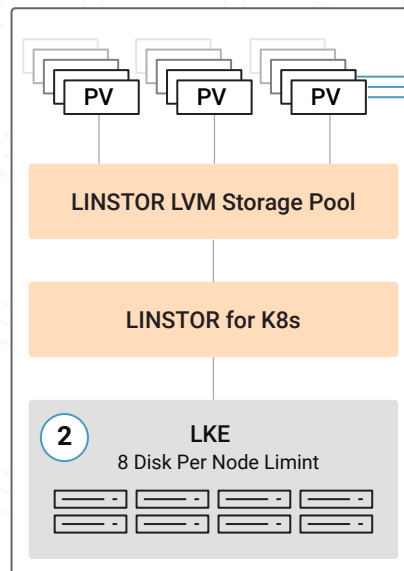 PV PV PV
LINSTOR LVM Storage Pool
LINSTOR for K8s
2 LKE
8 Disk Per Node Limint